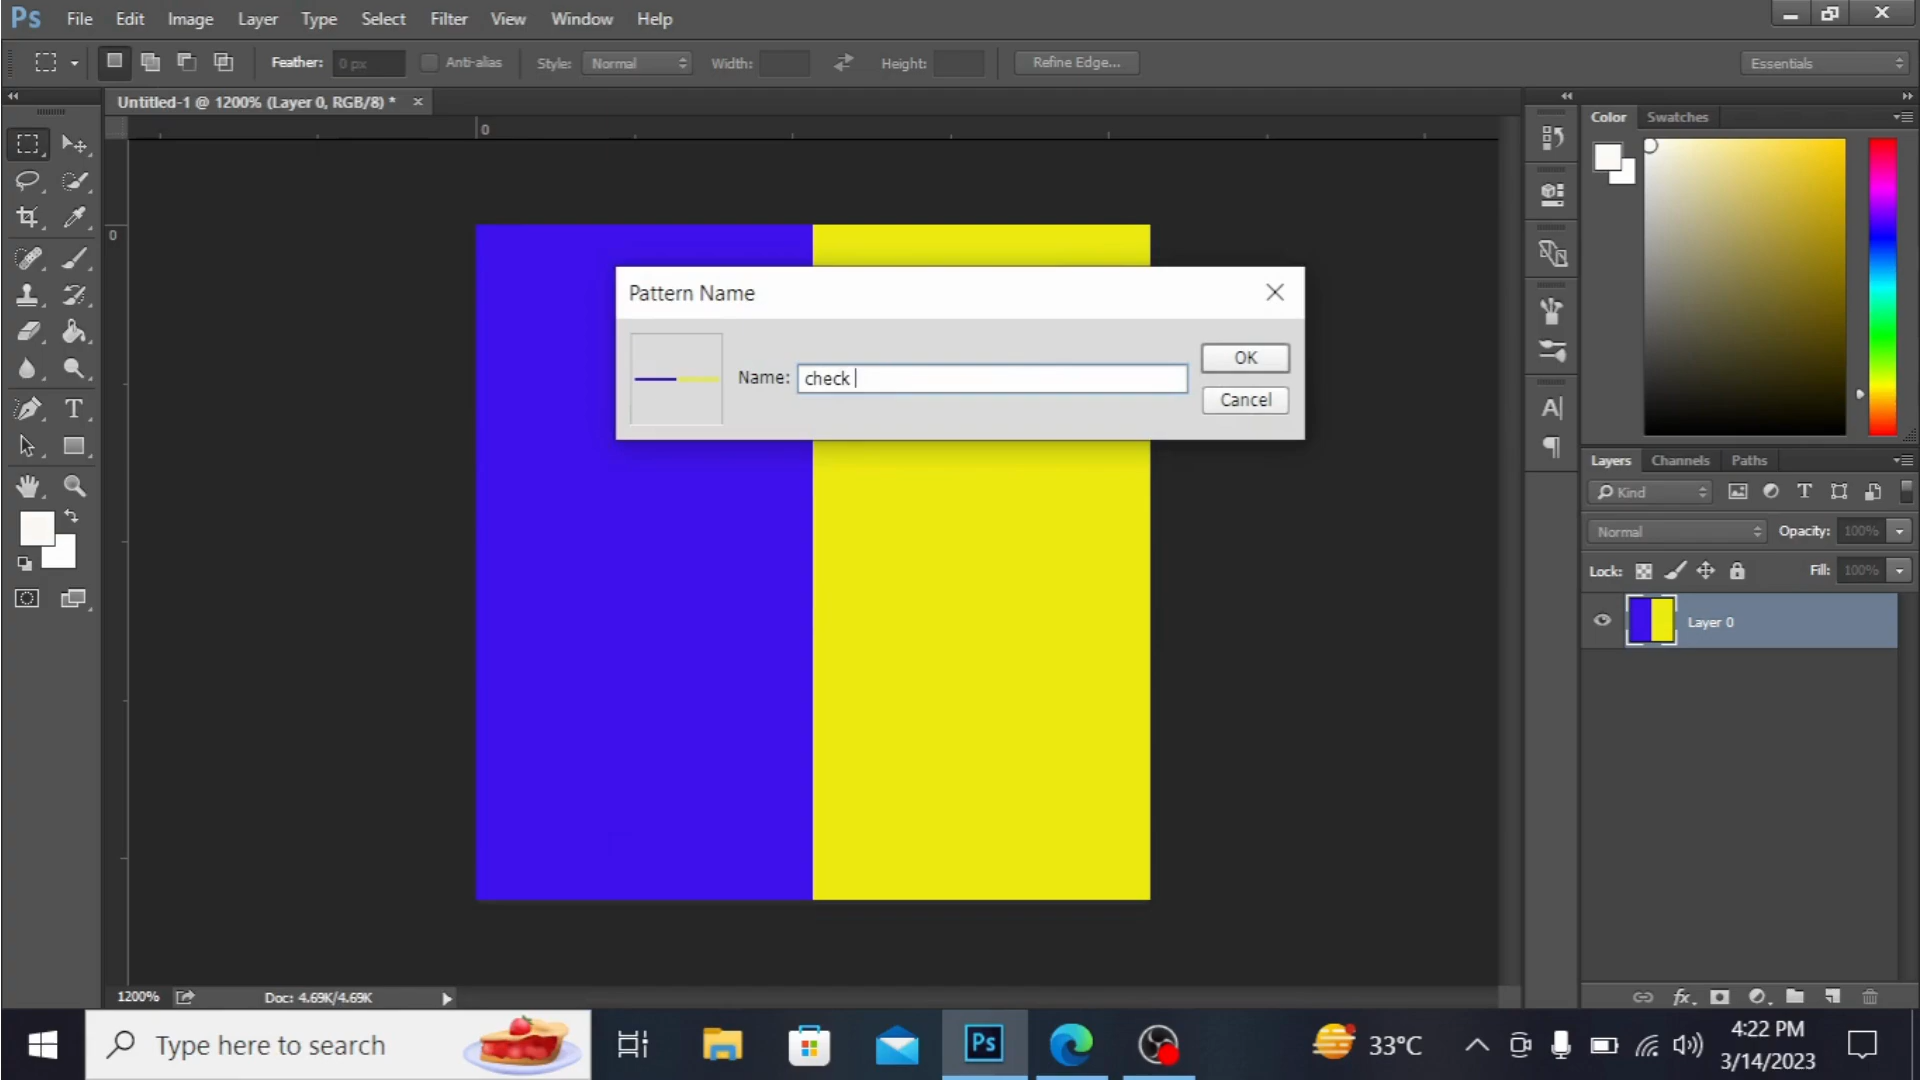 Ps File Edit Image Layer Type Select Filter View Window Help
Feather: 0 px Anti-alias Style: Normal Width: Height: Refine Edge... Essentials
Untitled-1 @ 1200% (Layer 0, RGB/8) * ×
0
0
Color Swatches
Pattern Name
Name: check
OK
Cancel
Layers Channels Paths
Kind
Normal Opacity: 100%
Lock: Fill: 100%
Layer 0
1200% Doc: 4.69K/4.69K
Type here to search
Ps
33°C
4:22 PM
3/14/2023